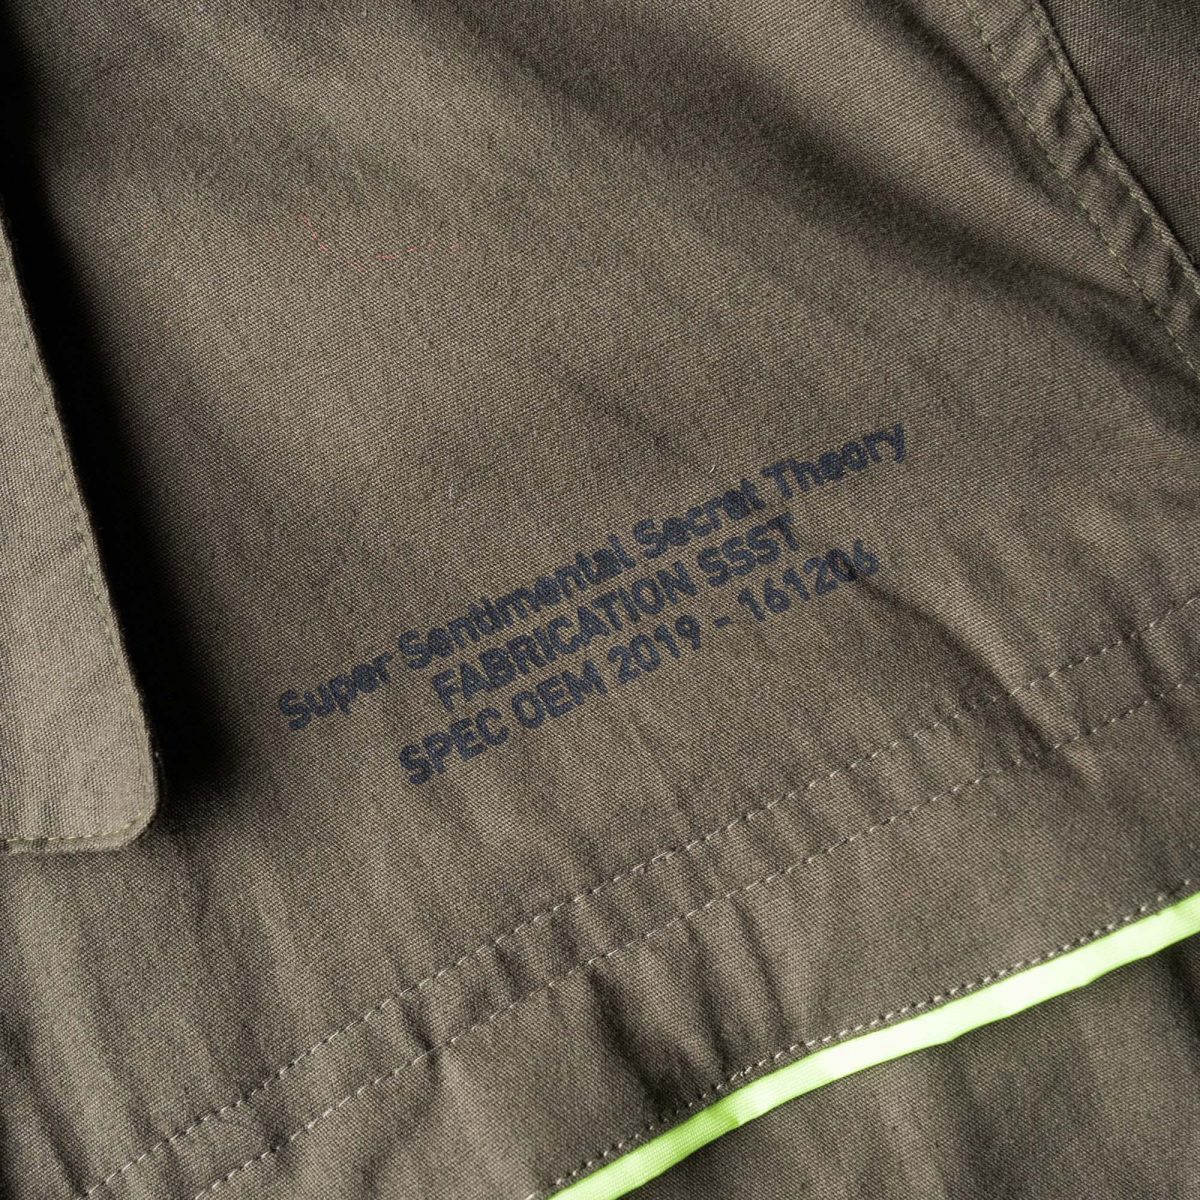 Super Sentimental Secret Theory
FABRICATION SSST
SPEC OEM 2019 - 161206